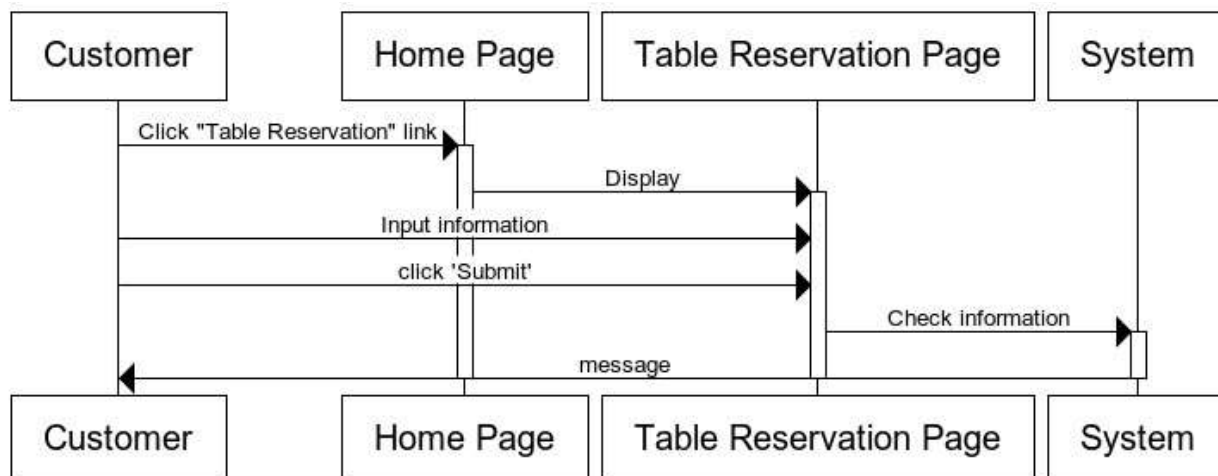 Customer
Home Page
Table Reservation Page
System
Click "Table Reservation" link
Display
Input information
click 'Submit'
Check information
message
Customer
Home Page
Table Reservation Page
System